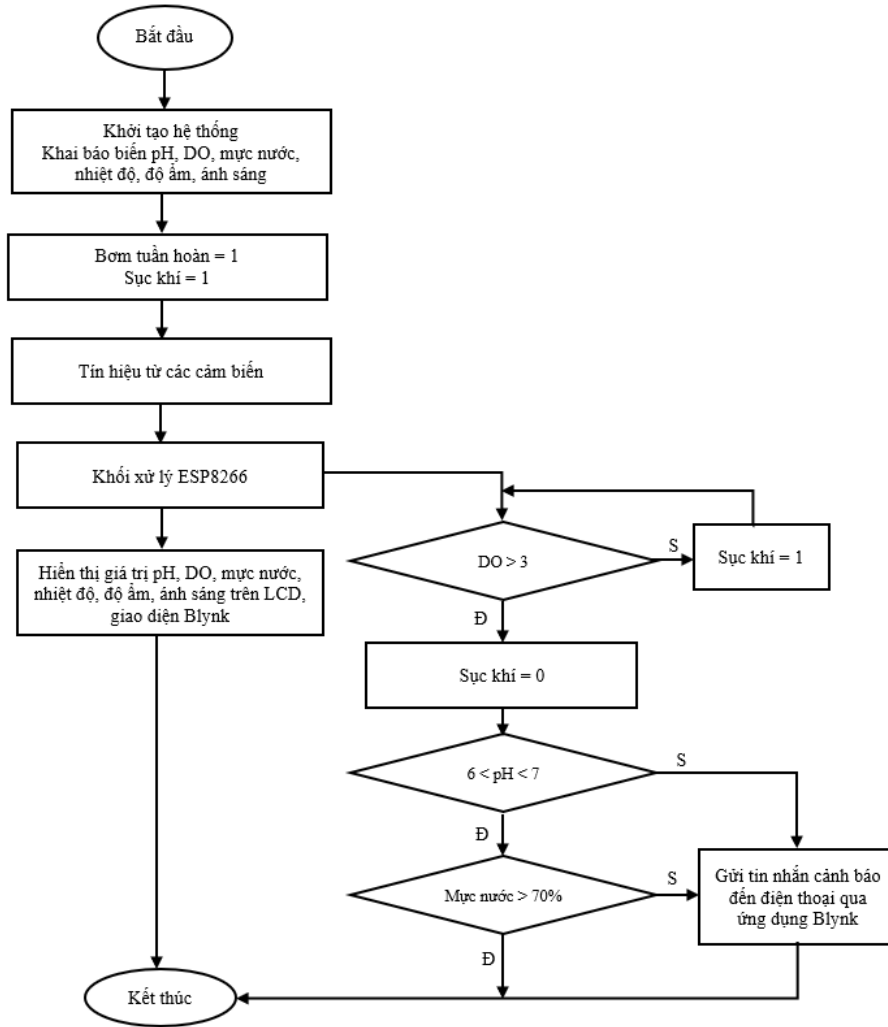 Bắt đầu
Khởi tạo hệ thống
Khai báo biến pH, DO, mực nước,
nhiệt độ, độ ẩm, ánh sáng
Bơm tuần hoàn = 1
Sục khí = 1
Tín hiệu từ các cảm biến
Khối xử lý ESP8266
Hiển thị giá trị pH, DO, mực nước,
nhiệt độ, độ ẩm, ánh sáng trên LCD,
giao diện Blynk
DO > 3
S
Sục khí = 1
Đ
Sục khí = 0
6 < pH < 7
S
Đ
Mực nước > 70%
S
Gửi tin nhắn cảnh báo
đến điện thoại qua
ứng dụng Blynk
Đ
Kết thúc